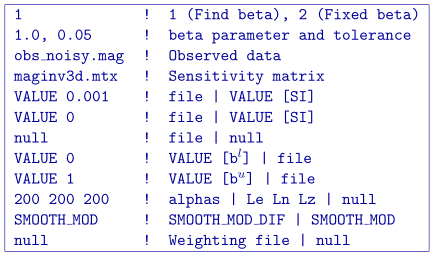 1 ! 1 (Find beta), 2 (Fixed beta)
1.0, 0.05 ! beta parameter and tolerance
obs_noisy.mag ! Observed data
maginv3d.mtx ! Sensitivity matrix
VALUE 0.001 ! file | VALUE [SI]
VALUE 0 ! file | VALUE [SI]
null ! file | null
VALUE 0 ! VALUE [bˡ] | file
VALUE 1 ! VALUE [bᵘ] | file
200 200 200 ! alphas | Le Ln Lz | null
SMOOTH_MOD ! SMOOTH_MOD_DIF | SMOOTH_MOD
null ! Weighting file | null